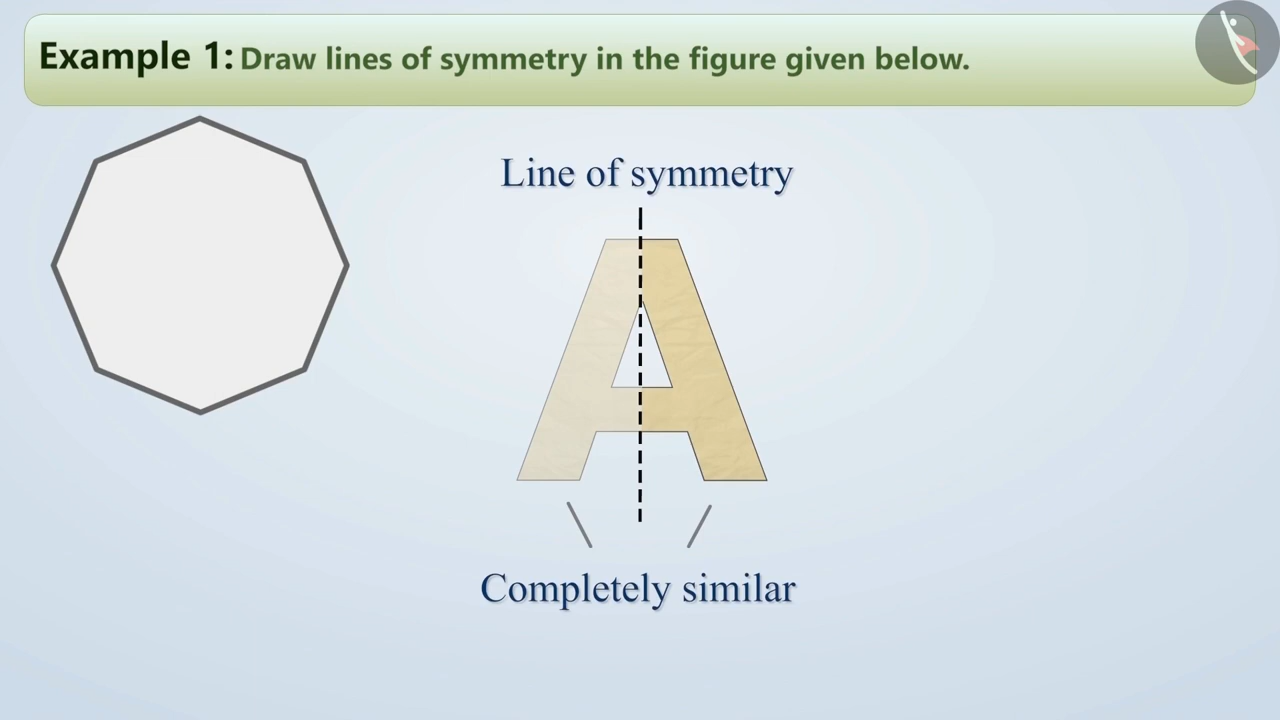 Example 1: Draw lines of symmetry in the figure given below.
Line of symmetry
A
Completely similar